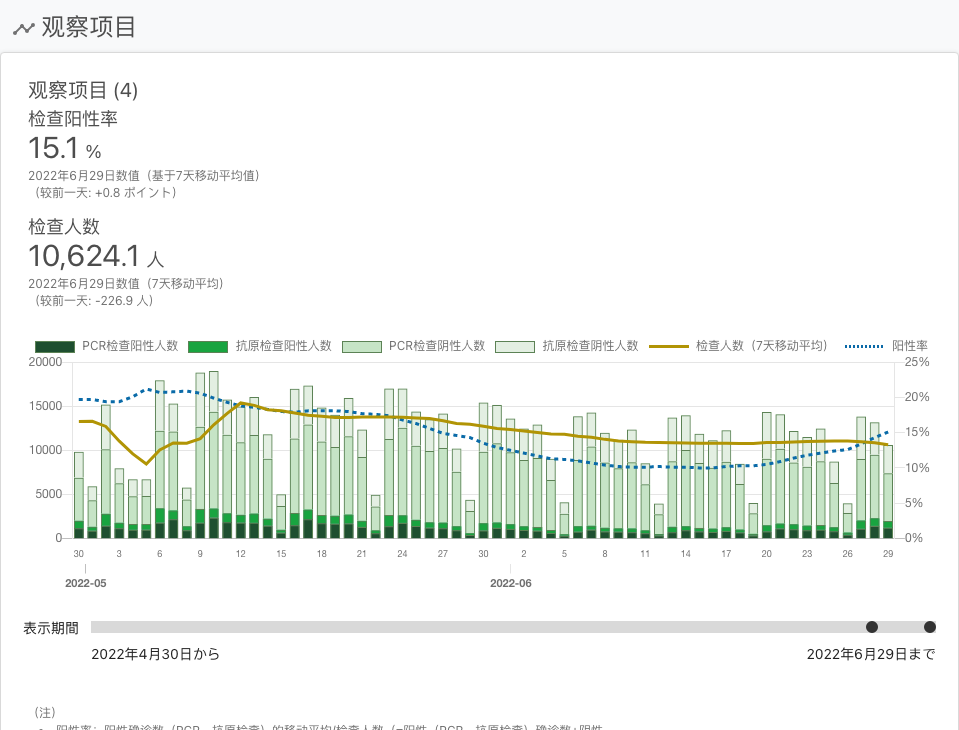 观察项目
观察项目 (4)
检查阳性率
15.1 %
2022年6月29日数值（基于7天移动平均值）
（较前一天: +0.8 ポイント）
检查人数
10,624.1 人
2022年6月29日数值（7天移动平均）
（较前一天: -226.9 人）
PCR检查阳性人数 抗原检查阳性人数 PCR检查阴性人数 抗原检查阴性人数 检查人数（7天移动平均） 阳性率
20000 25%
20%
15000
15%
10000
10%
5000
5%
0 0%
30 3 6 9 12 15 18 21 24 27 30 2 5 8 11 14 17 20 23 26 29
2022-05 2022-06
表示期間
2022年4月30日から 2022年6月29日まで
（注）